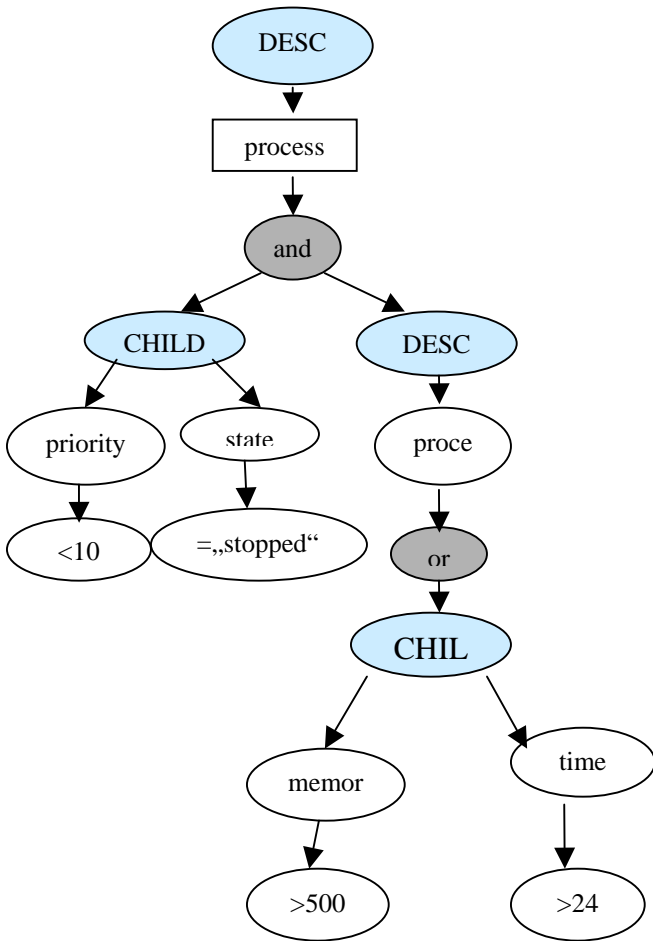 DESC
process
and
CHILD
DESC
priority
state
proce
<10
=„stopped“
or
CHIL
memor
time
>500
>24